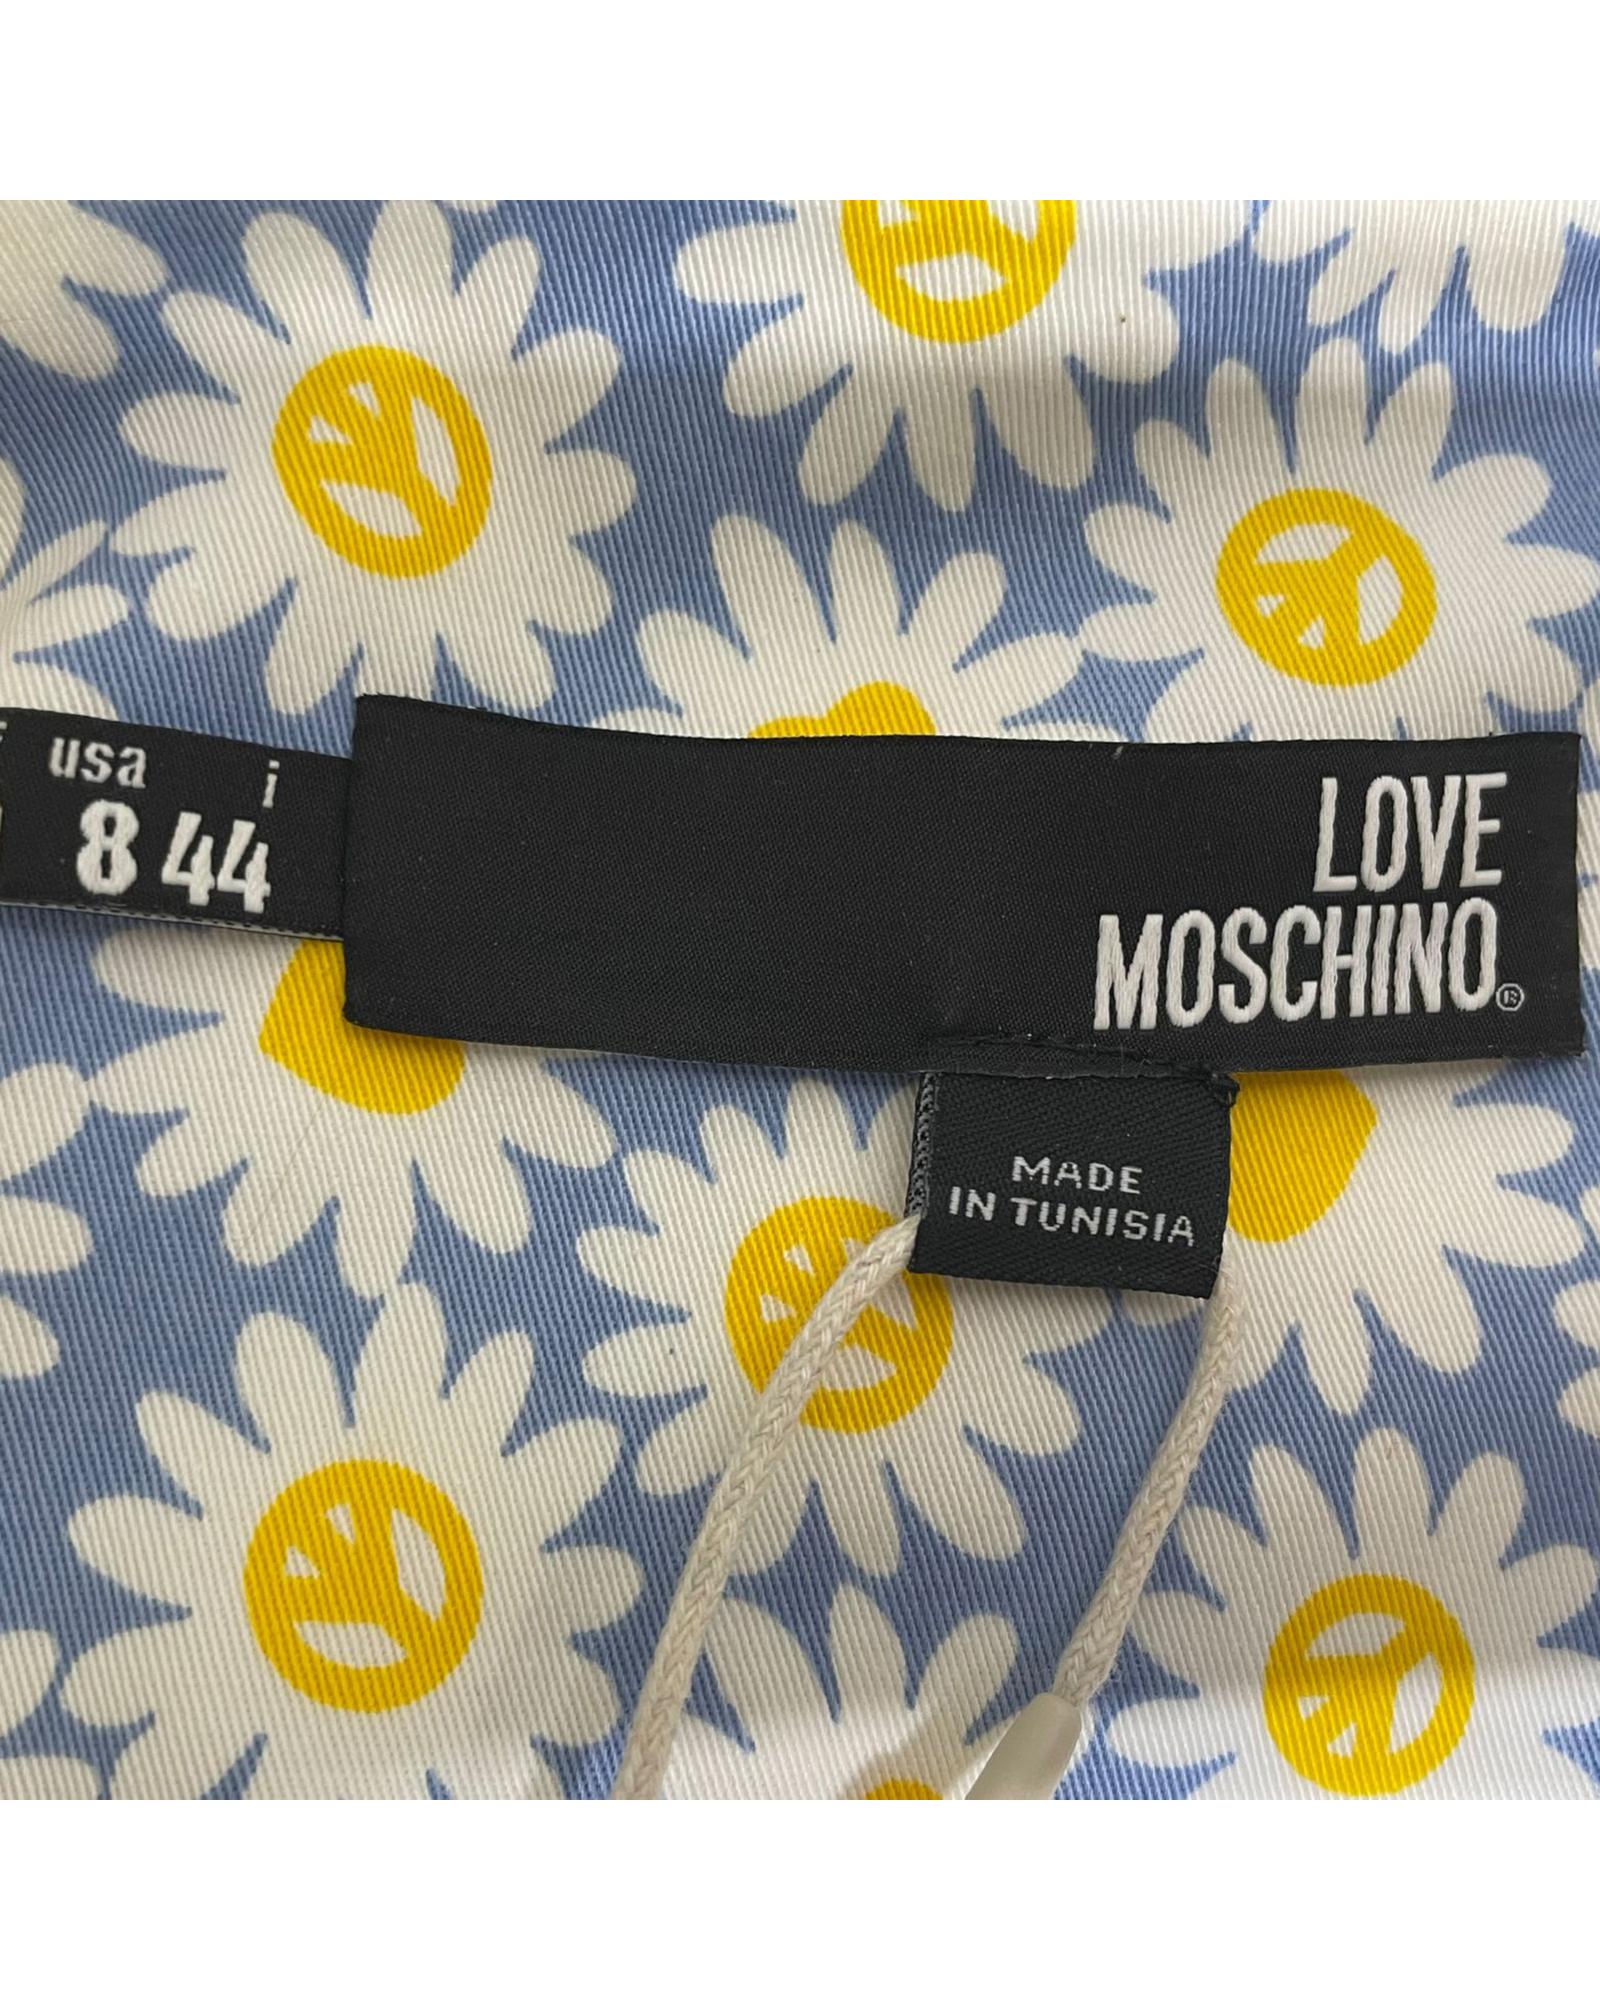 usa i
8 44
LOVE
MOSCHINO®
MADE
IN TUNISIA